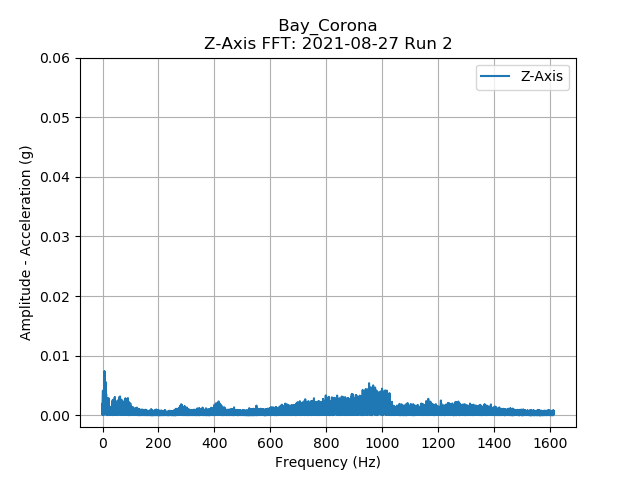 Bay_Corona
Z-Axis FFT: 2021-08-27 Run 2
Z-Axis
0.06
0.05
0.04
0.03
0.02
0.01
0.00
Amplitude - Acceleration (g)
0 200 400 600 800 1000 1200 1400 1600
Frequency (Hz)